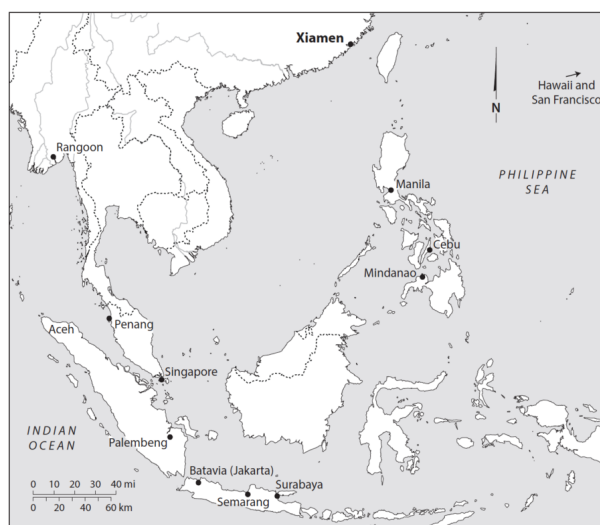 Xiamen
Hawaii and
San Francisco
N
Rangoon
PHILIPPINE
SEA
Manila
Cebu
Mindanao
Aceh
Penang
Singapore
INDIAN
OCEAN
Palembeng
Batavia (Jakarta)
Surabaya
Semarang
0 10 20 30 40 mi
0 20 40 60 km